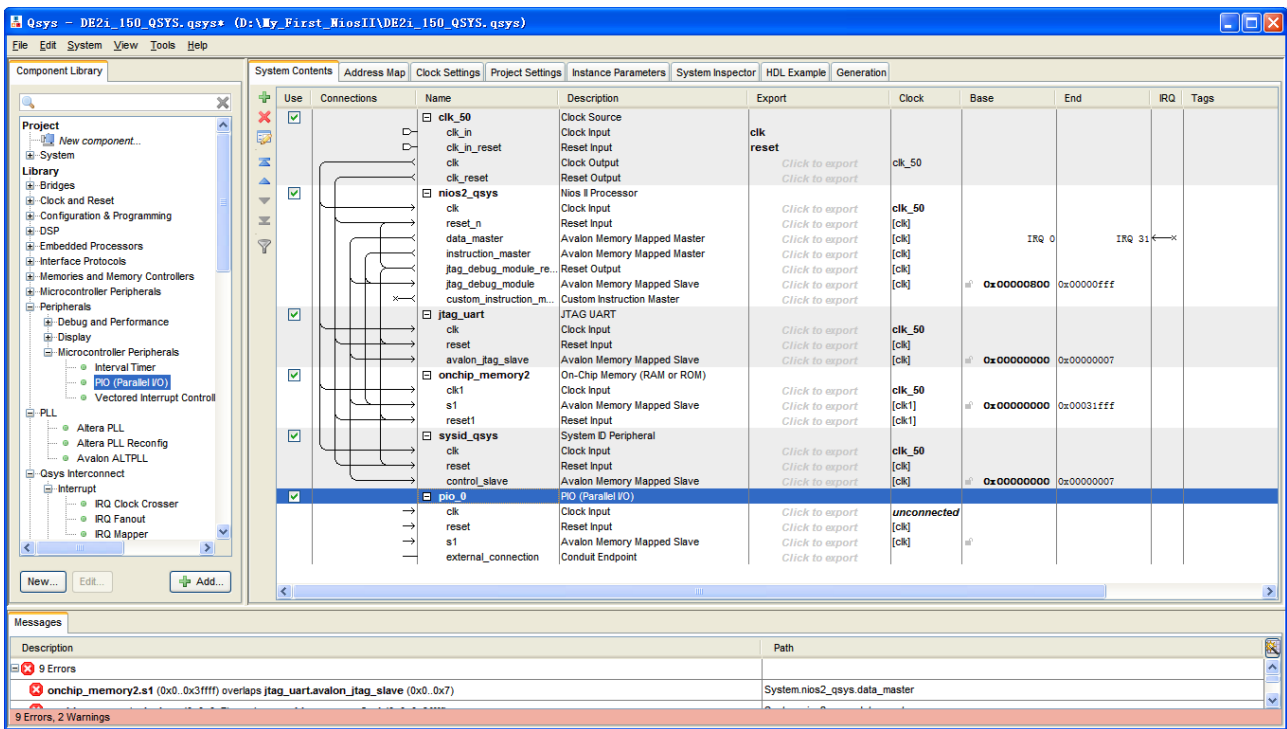 Qsys - DE2i_150_QSYS.qsys* (D:\My_First_NiosII\DE2i_150_QSYS.qsys)
File Edit System View Tools Help
Component Library
Project
New component...
System
Library
Bridges
Clock and Reset
Configuration & Programming
DSP
Embedded Processors
Interface Protocols
Memories and Memory Controllers
Microcontroller Peripherals
Peripherals
Debug and Performance
Display
Microcontroller Peripherals
Interval Timer
PIO (Parallel I/O)
Vectored Interrupt Controll
PLL
Altera PLL
Altera PLL Reconfig
Avalon ALTPLL
Qsys Interconnect
Interrupt
IRQ Clock Crosser
IRQ Fanout
IRQ Mapper
New... Edit... Add...
System Contents Address Map Clock Settings Project Settings Instance Parameters System Inspector HDL Example Generation
Use Connections Name Description Export Clock Base End IRQ Tags
clk_50 Clock Source
clk_in Clock Input clk
clk_in_reset Reset Input reset
clk Clock Output Click to export clk_50
clk_reset Reset Output Click to export
nios2_qsys Nios II Processor
clk Clock Input Click to export clk_50
reset_n Reset Input Click to export [clk]
data_master Avalon Memory Mapped Master Click to export [clk] IRQ 0 IRQ 31
instruction_master Avalon Memory Mapped Master Click to export [clk]
jtag_debug_module_re... Reset Output Click to export [clk]
jtag_debug_module Avalon Memory Mapped Slave Click to export [clk] 0x00000800 0x00000fff
custom_instruction_m... Custom Instruction Master Click to export
jtag_uart JTAG UART
clk Clock Input Click to export clk_50
reset Reset Input Click to export [clk]
avalon_jtag_slave Avalon Memory Mapped Slave Click to export [clk] 0x00000000 0x00000007
onchip_memory2 On-Chip Memory (RAM or ROM)
clk1 Clock Input Click to export clk_50
s1 Avalon Memory Mapped Slave Click to export [clk1] 0x00000000 0x00031fff
reset1 Reset Input Click to export [clk1]
sysid_qsys System ID Peripheral
clk Clock Input Click to export clk_50
reset Reset Input Click to export [clk]
control_slave Avalon Memory Mapped Slave Click to export [clk] 0x00000000 0x00000007
pio_0 PIO (Parallel I/O)
clk Clock Input Click to export unconnected
reset Reset Input Click to export [clk]
s1 Avalon Memory Mapped Slave Click to export [clk]
external_connection Conduit Endpoint Click to export
Messages
Description Path
9 Errors
onchip_memory2.s1 (0x0..0x3ffff) overlaps jtag_uart.avalon_jtag_slave (0x0..0x7) System.nios2_qsys.data_master
9 Errors, 2 Warnings